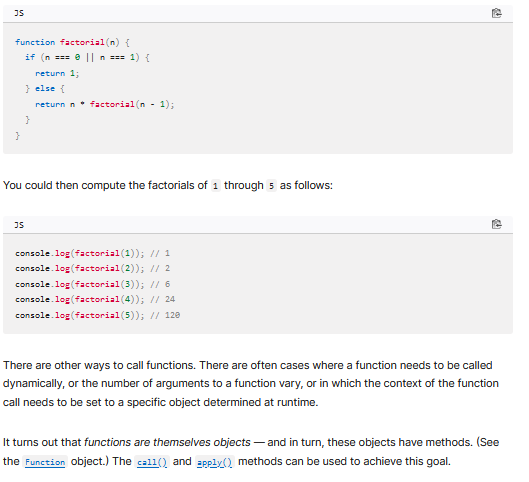 JS
function factorial(n) {
  if (n === 0 || n === 1) {
    return 1;
  } else {
    return n * factorial(n - 1);
  }
}
You could then compute the factorials of 1 through 5 as follows:
JS
console.log(factorial(1)); // 1
console.log(factorial(2)); // 2
console.log(factorial(3)); // 6
console.log(factorial(4)); // 24
console.log(factorial(5)); // 120
There are other ways to call functions. There are often cases where a function needs to be called
dynamically, or the number of arguments to a function vary, or in which the context of the function
call needs to be set to a specific object determined at runtime.
It turns out that functions are themselves objects — and in turn, these objects have methods. (See
the Function object.) The call() and apply() methods can be used to achieve this goal.